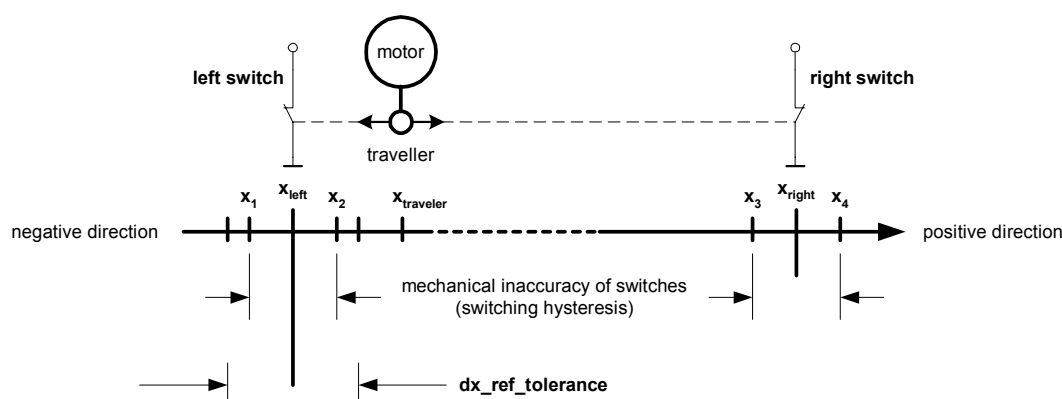 motor
left switch
right switch
traveller
x1
xleft
x2
xtraveler
x3
xright
x4
negative direction
positive direction
mechanical inaccuracy of switches
(switching hysteresis)
dx_ref_tolerance